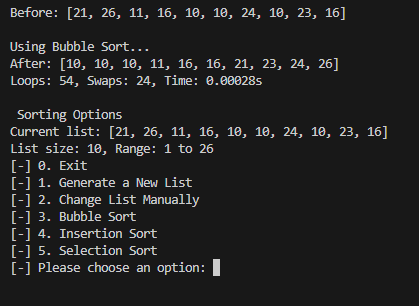 Before: [21, 26, 11, 16, 10, 10, 24, 10, 23, 16]
Using Bubble Sort...
After: [10, 10, 10, 11, 16, 16, 21, 23, 24, 26]
Loops: 54, Swaps: 24, Time: 0.00028s
Sorting Options
Current list: [21, 26, 11, 16, 10, 10, 24, 10, 23, 16]
List size: 10, Range: 1 to 26
[-] 0. Exit
[-] 1. Generate a New List
[-] 2. Change List Manually
[-] 3. Bubble Sort
[-] 4. Insertion Sort
[-] 5. Selection Sort
[-] Please choose an option: